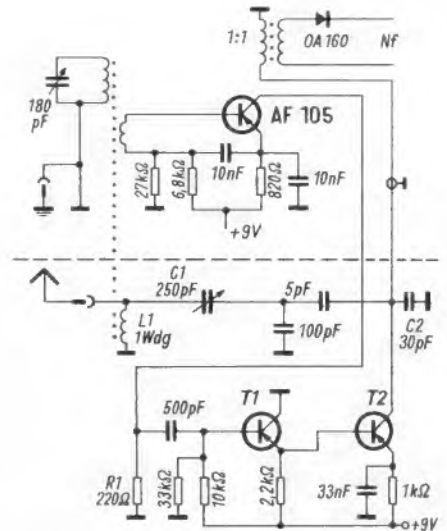 1:1
OA 160
Nf
180
pF
AF 105
27kΩ
6,8kΩ
10nF
820Ω
10nF
+9V
C1
250pF
5pF
L1
1Wdg
100pF
C2
30pF
500pF
T1
T2
R1
220Ω
33kΩ
10kΩ
2,2kΩ
33nF
1kΩ
+9V